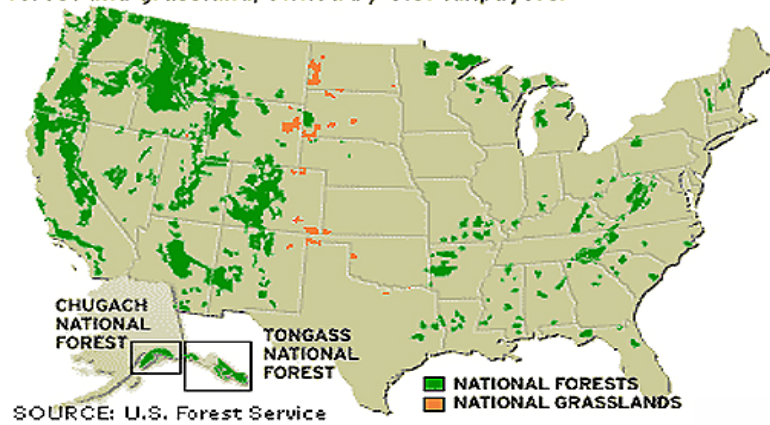 CHUGACH
NATIONAL
FOREST
TONGASS
NATIONAL
FOREST
NATIONAL FORESTS
NATIONAL GRASSLANDS
SOURCE: U.S. Forest Service